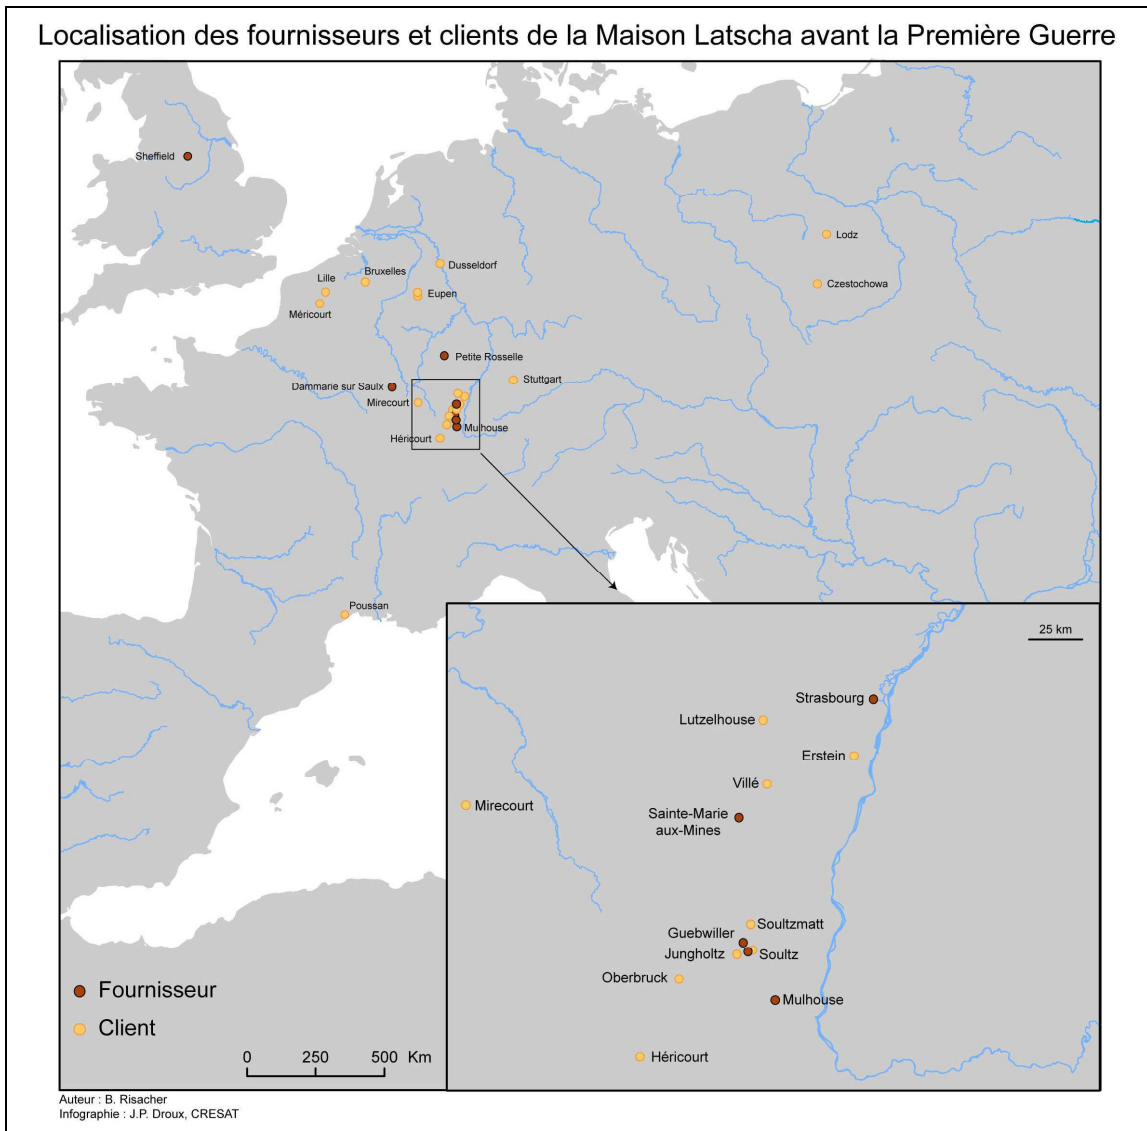 Localisation des fournisseurs et clients de la Maison Latscha avant la Première Guerre
Sheffield
Lodz
Dusseldorf
Bruxelles
Lille
Czestochowa
Eupen
Méricourt
Petite Rosselle
Stuttgart
Dammarie sur Saulx
Mirecourt
Mulhouse
Héricourt
Poussan
25 km
Strasbourg
Lutzelhouse
Erstein
Villé
Mirecourt
Sainte-Marie
aux-Mines
Soultzmatt
Guebwiller
Jungholtz
Soultz
Oberbruck
Mulhouse
Héricourt
Fournisseur
Client
0 250 500 Km
Auteur : B. Risacher
Infographie : J.P. Droux, CRESAT